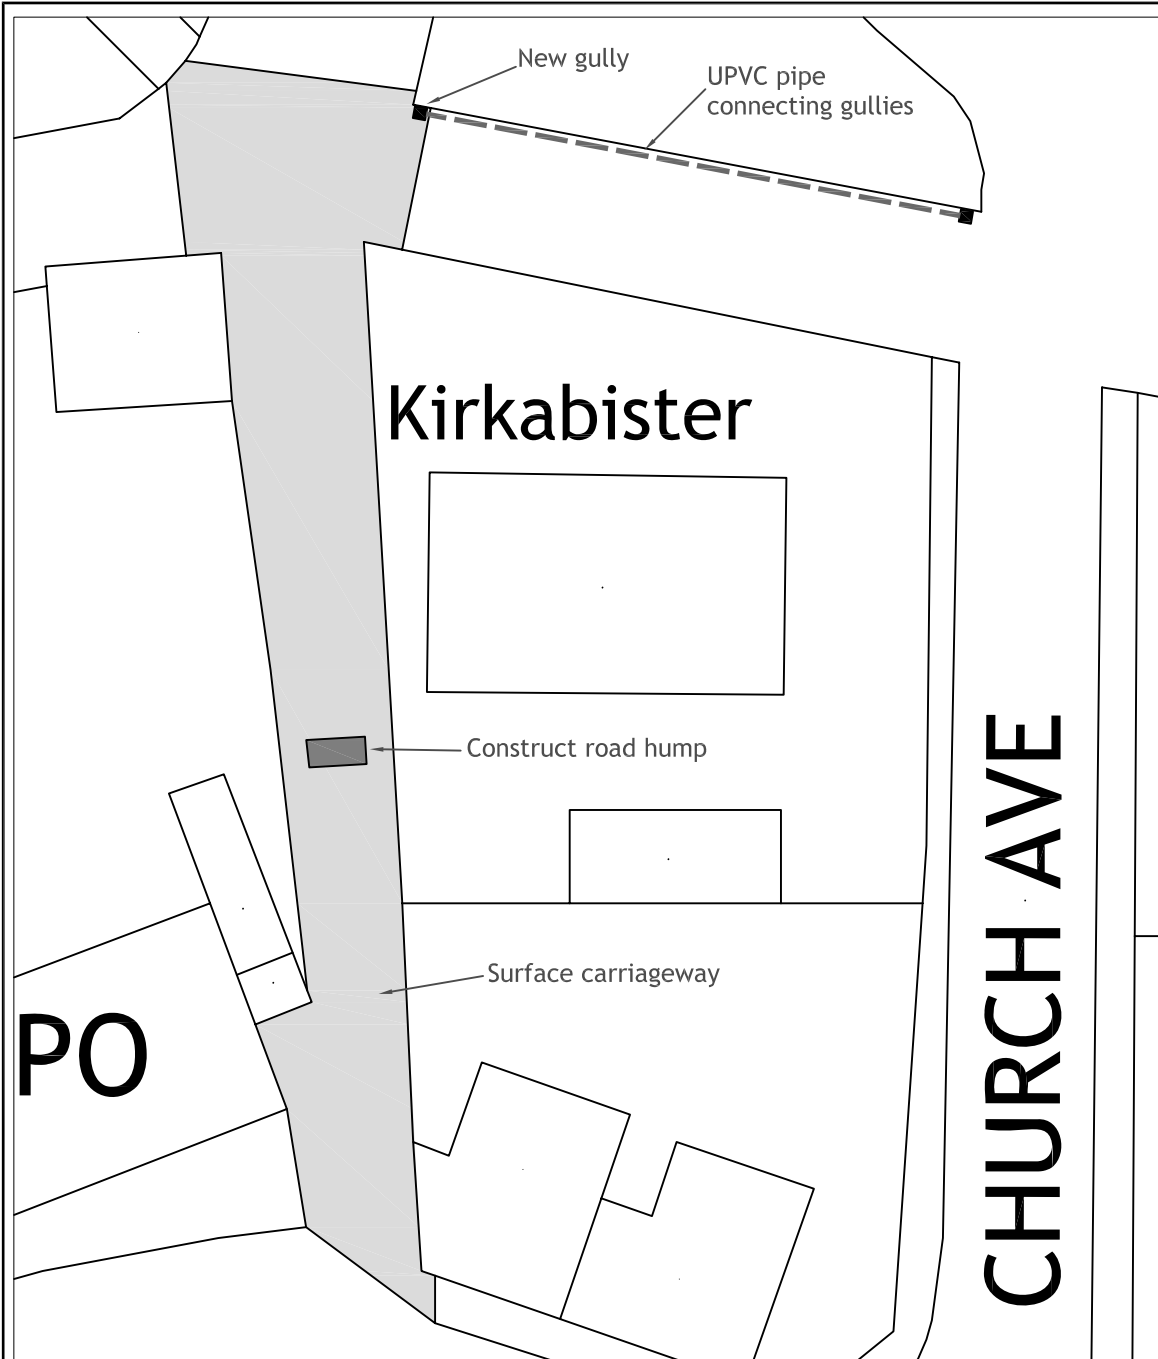 New gully
UPVC pipe
connecting gullies
Kirkabister
Construct road hump
CHURCH AVE
Surface carriageway
PO